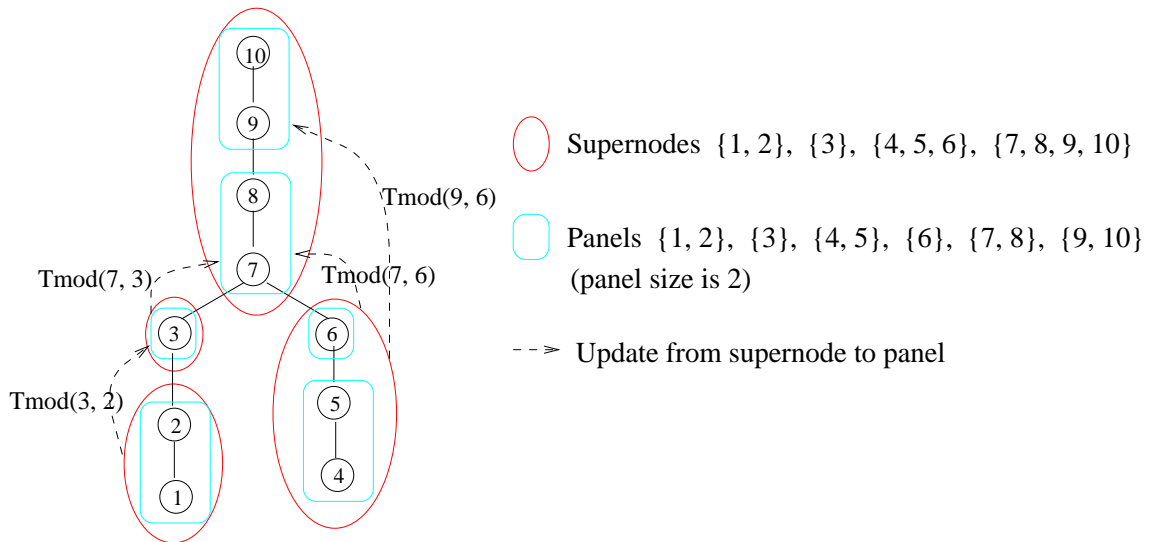 10
9
8
7
3
6
2
5
1
4
Tmod(9, 6)
Tmod(7, 3)
Tmod(7, 6)
Tmod(3, 2)
Supernodes {1, 2}, {3}, {4, 5, 6}, {7, 8, 9, 10}
Panels {1, 2}, {3}, {4, 5}, {6}, {7, 8}, {9, 10}
(panel size is 2)
Update from supernode to panel